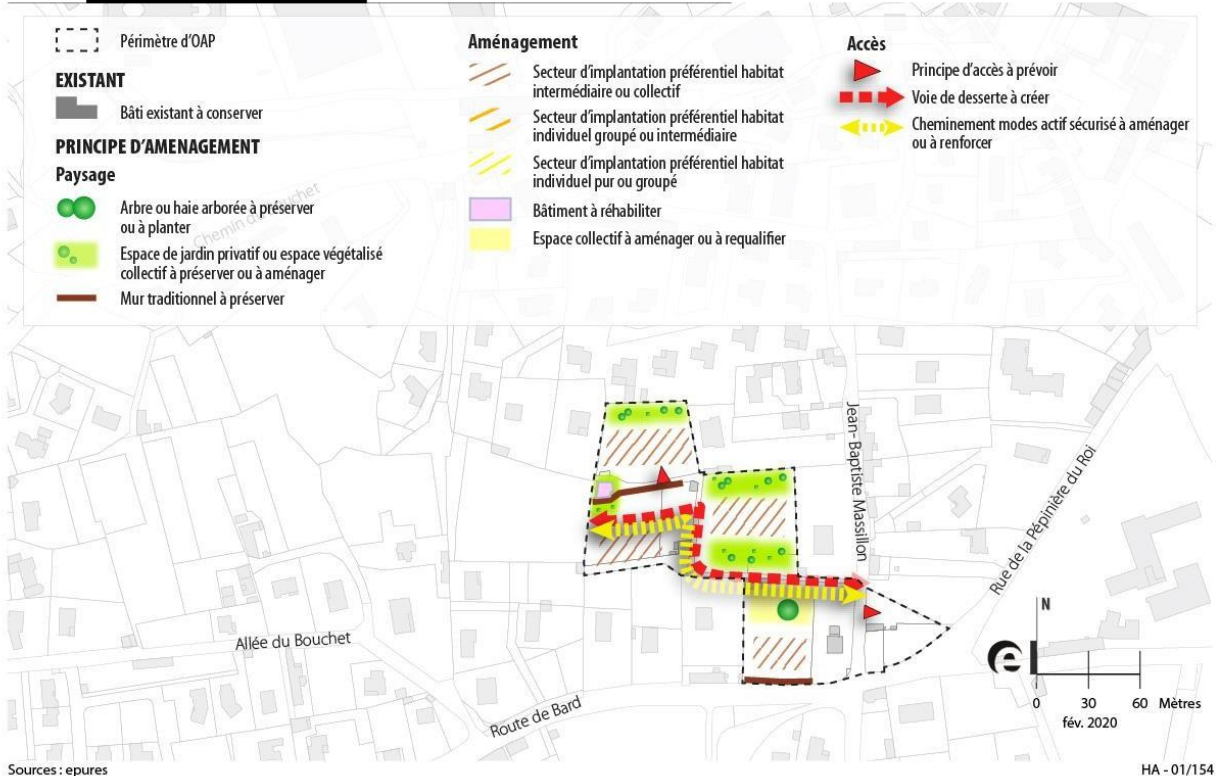 Périmètre d'OAP
EXISTANT
Bâti existant à conserver
PRINCIPE D'AMENAGEMENT
Paysage
Arbre ou haie arborée à préserver
ou à planter
Espace de jardin privatif ou espace végétalisé
collectif à préserver ou à aménager
Mur traditionnel à préserver
Aménagement
Secteur d'implantation préférentiel habitat
intermédiaire ou collectif
Secteur d'implantation préférentiel habitat
individuel groupé ou intermédiaire
Secteur d'implantation préférentiel habitat
individuel pur ou groupé
Bâtiment à réhabiliter
Espace collectif à aménager ou à requalifier
Accès
Principe d'accès à prévoir
Voie de desserte à créer
Cheminement modes actif sécurisé à aménager
ou à renforcer
Chemin du Bouchet
Jean-Baptiste Massillon
Rue de la Pépinière du Roi
Allée du Bouchet
Route de Bard
N
e
0 30 60 Mètres
fév. 2020
Sources : epures
HA - 01/154